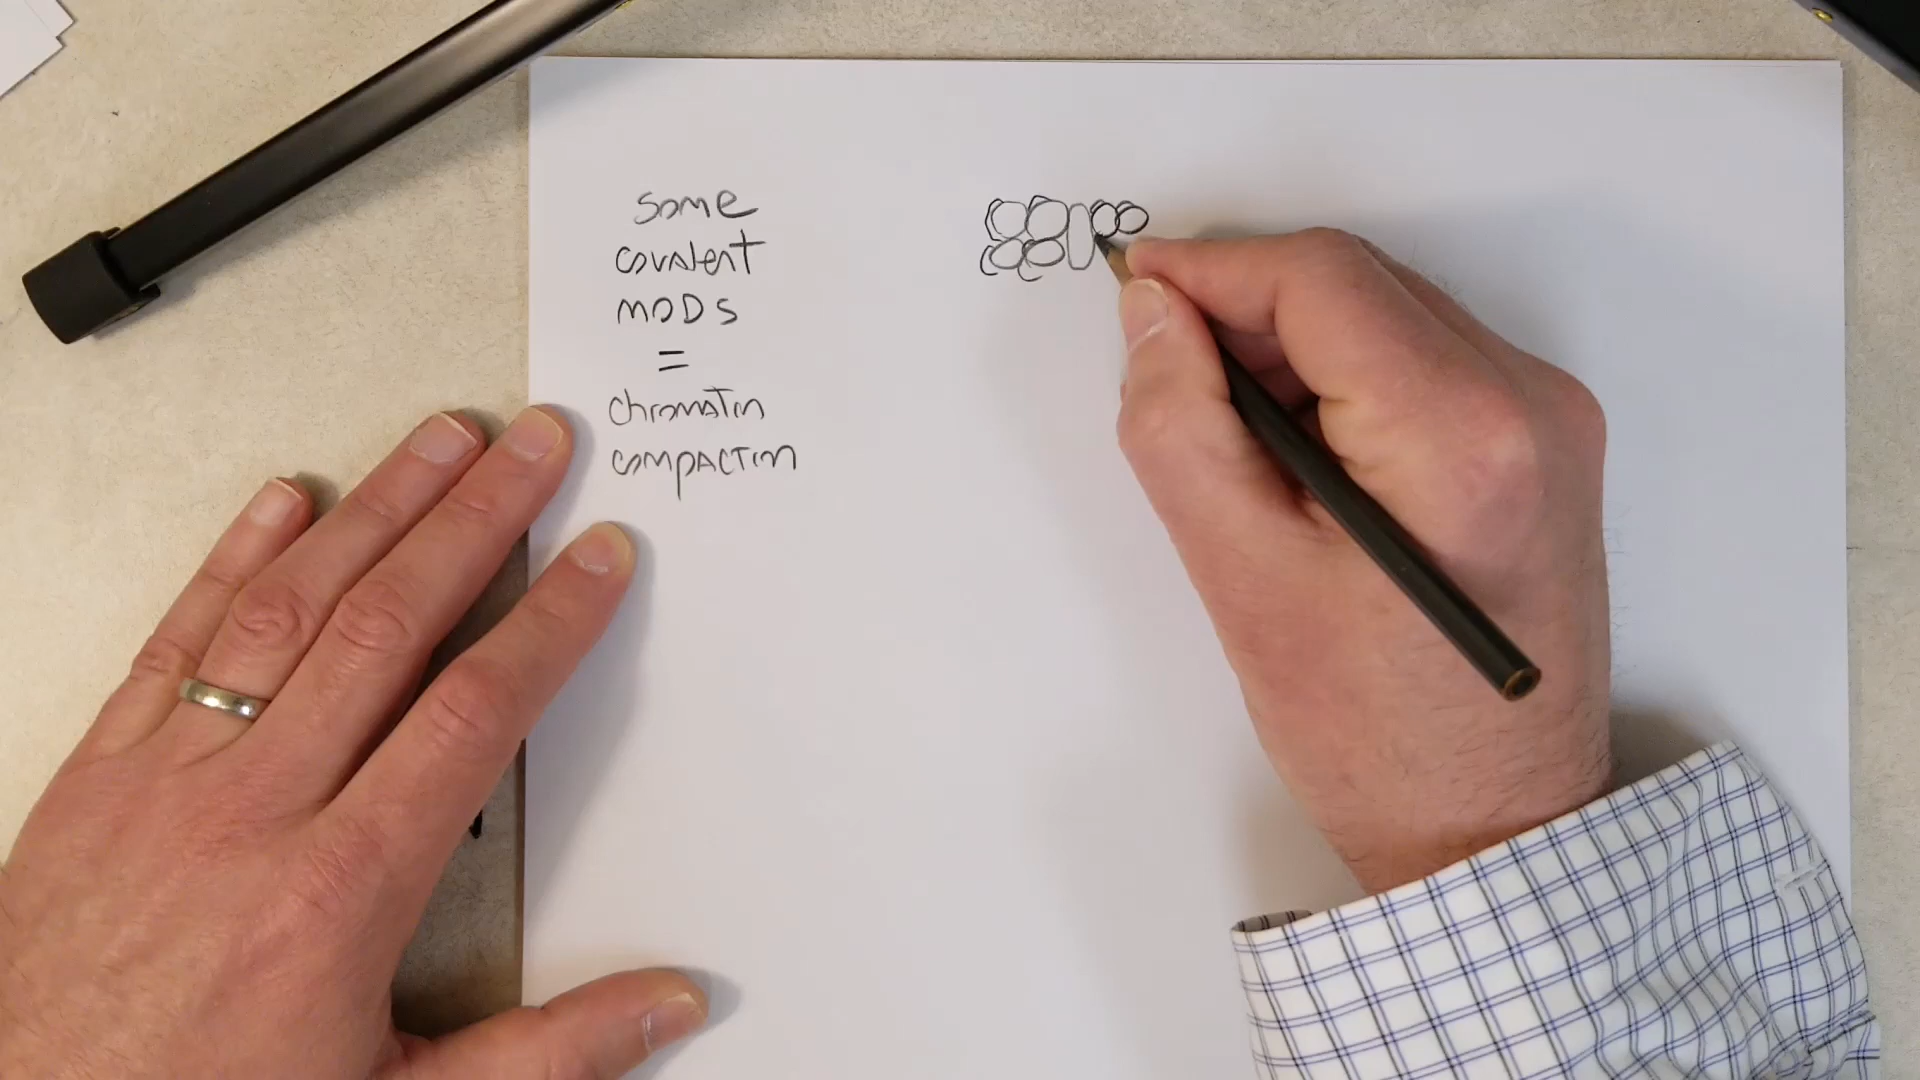 some
covalent
MODS
=
chromatin
compaction